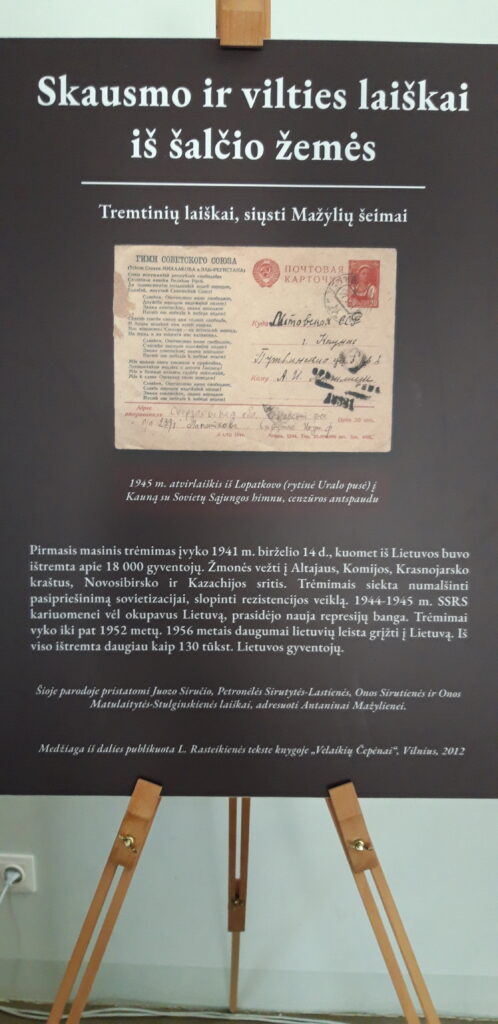 Skausmo ir vilties laiškai
iš šalčio žemės
Tremtinių laiškai, siųsti Mažylių šeimai
ГИМН СОВЕТСКОГО СОЮЗА
ПОЧТОВАЯ
КАРТОЧКА
Куда Литовская ССР
г. Каунас
Кому А. И.
Адрес
1945 m. atvirlaiškis iš Lopatkovo (rytinė Uralo pusė) į
Kauną su Sovietų Sąjungos himnu, cenzūros antspaudu
Pirmasis masinis trėmimas įvyko 1941 m. birželio 14 d., kuomet iš Lietuvos buvo
ištremta apie 18 000 gyventojų. Žmonės vežti į Altajaus, Komijos, Krasnojarsko
kraštus, Novosibirsko ir Kazachijos sritis. Trėmimais siekta numalšinti
pasipriešinimą sovietizacijai, slopinti rezistencijos veiklą. 1944-1945 m. SSRS
kariuomenei vėl okupavus Lietuvą, prasidėjo nauja represijų banga. Trėmimai
vyko iki pat 1952 metų. 1956 metais daugumai lietuvių leista grįžti į Lietuvą. Iš
viso ištremta daugiau kaip 130 tūkst. Lietuvos gyventojų.
Šioje parodoje pristatomi Juozo Siručio, Petronėlės Sirutytės-Lastienės, Onos Sirutienės ir Onos
Matulaitytės-Stulginskienės laiškai, adresuoti Antaninai Mažylienei.
Medžiaga iš dalies publikuota L. Rasteikienės tekste knygoje „Velaikių Čepėnai“, Vilnius, 2012